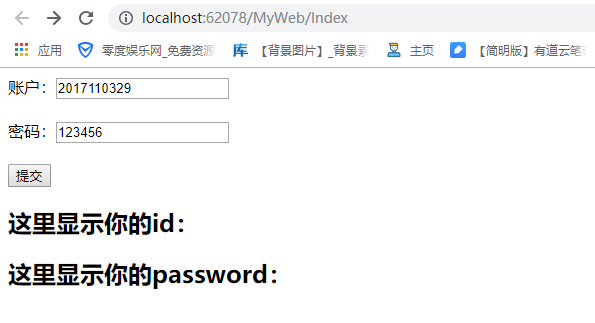 localhost:62078/MyWeb/Index
应用 零度娱乐网_免费资源 库 【背景图片】_背景素 主页 【简明版】有道云笔
账户：2017110329
密码：123456
提交
这里显示你的id：
这里显示你的password：